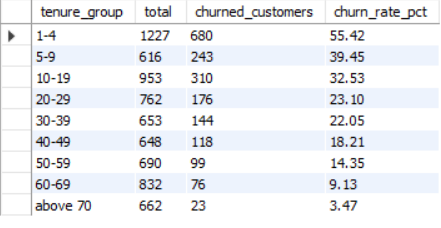 tenure_group total churned_customers churn_rate_pct
1-4 1227 680 55.42
5-9 616 243 39.45
10-19 953 310 32.53
20-29 762 176 23.10
30-39 653 144 22.05
40-49 648 118 18.21
50-59 690 99 14.35
60-69 832 76 9.13
above 70 662 23 3.47